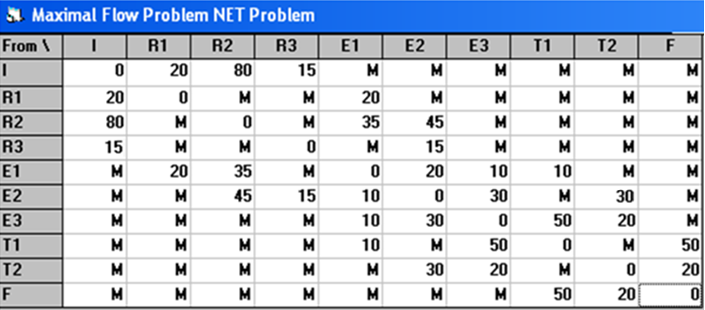 Maximal Flow Problem NET Problem
From \ I R1 R2 R3 E1 E2 E3 T1 T2 F
I 0 20 80 15 M M M M M M
R1 20 0 M M 20 M M M M M
R2 80 M 0 M 35 45 M M M M
R3 15 M M 0 M 15 M M M M
E1 M 20 35 M 0 20 10 10 M M
E2 M M 45 15 10 0 30 M 30 M
E3 M M M M 10 30 0 50 20 M
T1 M M M M 10 M 50 0 M 50
T2 M M M M M 30 20 M 0 20
F M M M M M M M 50 20 0